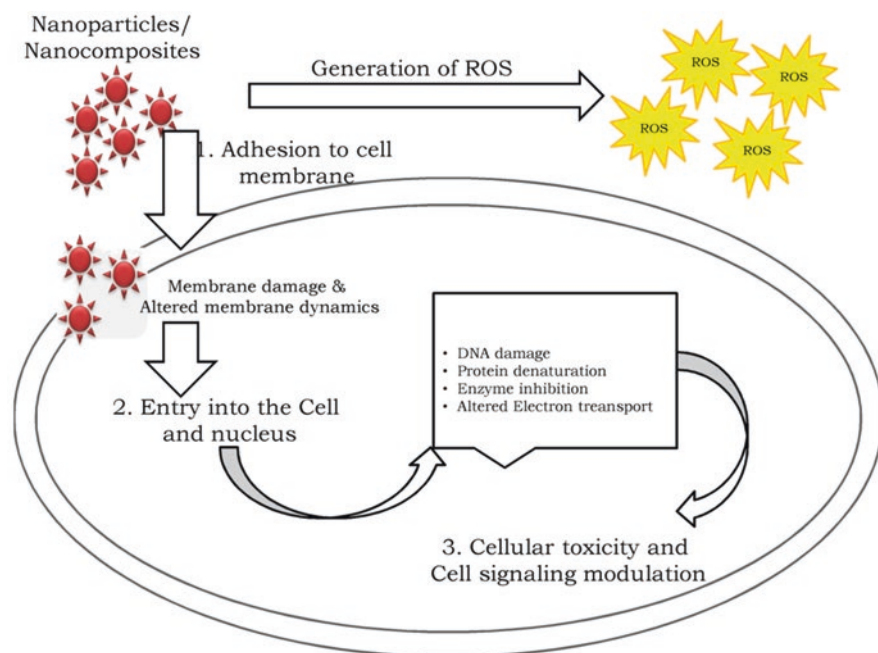 Nanoparticles/
Nanocomposites
Generation of ROS
ROS
ROS
ROS
ROS
1. Adhesion to cell
membrane
Membrane damage &
Altered membrane dynamics
2. Entry into the Cell
and nucleus
• DNA damage
• Protein denaturation
• Enzyme inhibition
• Altered Electron treansport
3. Cellular toxicity and
Cell signaling modulation